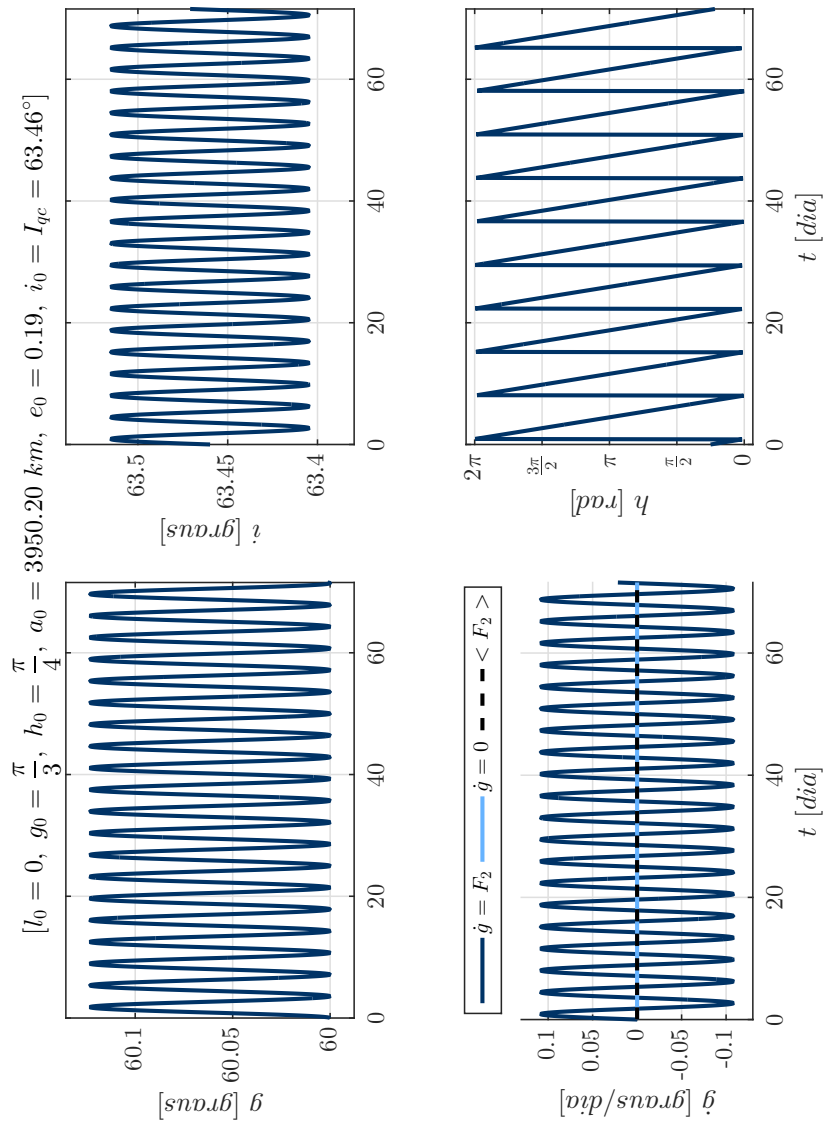 [l₀ = 0, g₀ = π/3, h₀ = π/4, a₀ = 3950.20 km, e₀ = 0.19, i₀ = I_qc = 63.46°]
g [graus]
60.1
60.05
60
0 20 40 60
i [graus]
63.5
63.45
63.4
0 20 40 60
ġ = F₂ ġ = 0 < F₂ >
ġ [graus/dia]
0.1
0.05
0
-0.05
-0.1
0 20 40 60
t [dia]
h [rad]
2π
3π/2
π
π/2
0
0 20 40 60
t [dia]